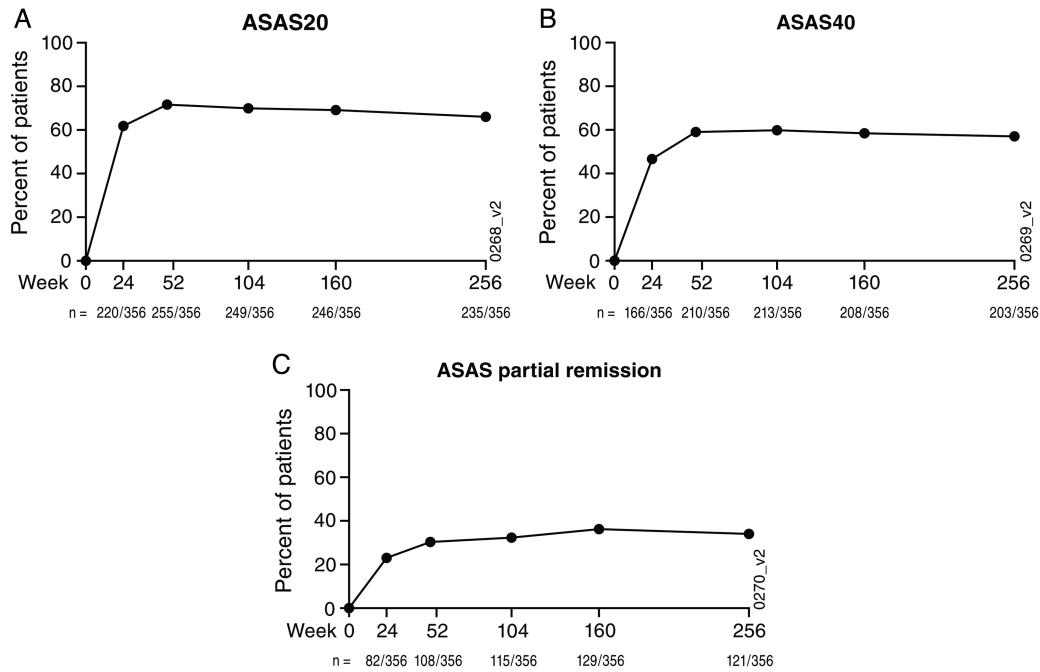 A
ASAS20
Percent of patients
100
80
60
40
20
0
0268_v2
Week 0 24 52 104 160 256
n = 220/356 255/356 249/356 246/356 235/356
B
ASAS40
Percent of patients
100
80
60
40
20
0
0269_v2
Week 0 24 52 104 160 256
n = 166/356 210/356 213/356 208/356 203/356
C
ASAS partial remission
Percent of patients
100
80
60
40
20
0
0270_v2
Week 0 24 52 104 160 256
n = 82/356 108/356 115/356 129/356 121/356